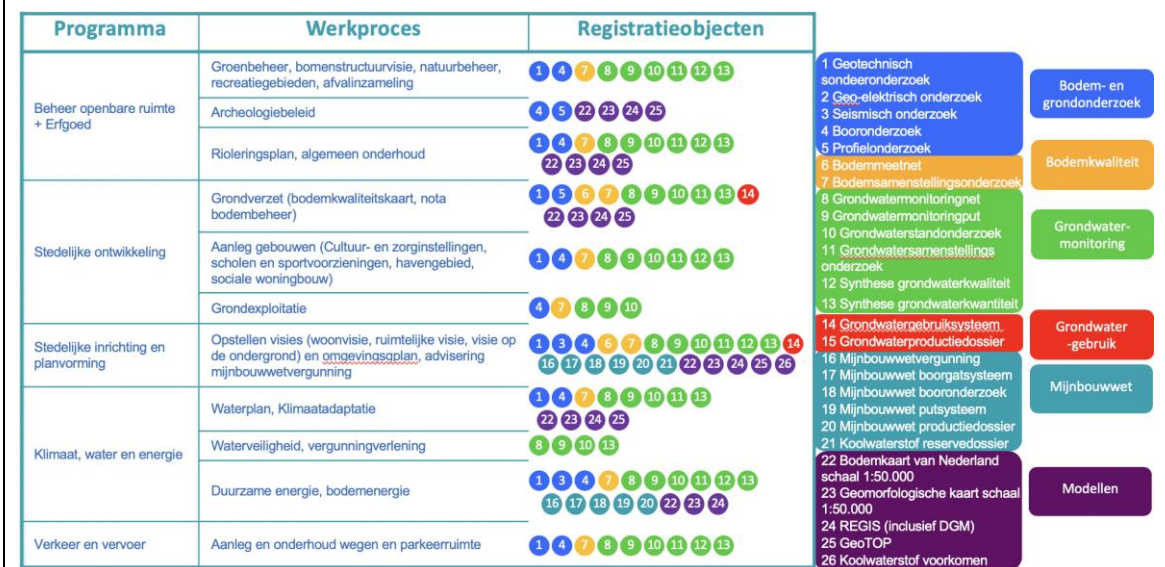 Programma
Werkproces
Registratieobjecten
Beheer openbare ruimte
+ Erfgoed
Groenbeheer, bomenstructuurvisie, natuurbeheer,
recreatiegebieden, afvalinzameling
1 4 7 8 9 10 11 12 13
Archeologiebeleid
4 5 22 23 24 25
Rioleringsplan, algemeen onderhoud
1 4 7 8 9 10 11 12 13
22 23 24 25
Stedelijke ontwikkeling
Grondverzet (bodemkwaliteitskaart, nota
bodembeheer)
1 5 6 7 8 9 10 11 13 14
22 23 24 25
Aanleg gebouwen (Cultuur- en zorginstellingen,
scholen en sportvoorzieningen, havengebied,
sociale woningbouw)
1 4 7 8 9 10 11 12 13
Grondexploitatie
4 7 8 9 10
Stedelijke inrichting en
planvorming
Opstellen visies (woonvisie, ruimtelijke visie, visie op
de ondergrond) en omgevingsplan, advisering
mijnbouwwetvergunning
1 3 4 6 7 8 9 10 11 12 13 14
16 17 18 19 20 21 22 23 24 25 26
Klimaat, water en energie
Waterplan, Klimaatadaptatie
1 4 7 8 9 10 11 13
22 23 24 25
Waterveiligheid, vergunningverlening
8 9 10 13
Duurzame energie, bodemenergie
1 3 4 7 8 9 10 11 12 13
16 17 18 19 20 22 23 24
Verkeer en vervoer
Aanleg en onderhoud wegen en parkeerruimte
1 4 7 8 9 10 11 12 13
1 Geotechnisch
sondeeronderzoek
2 Geo-elektrisch onderzoek
3 Seismisch onderzoek
4 Booronderzoek
5 Profielonderzoek
Bodem- en
grondonderzoek
6 Bodemmeetnet
7 Bodemsamenstellingsonderzoek
Bodemkwaliteit
8 Grondwatermonitoringnet
9 Grondwatermonitoringput
10 Grondwaterstandonderzoek
11 Grondwatersamenstellings
onderzoek
12 Synthese grondwaterkwaliteit
13 Synthese grondwaterkwantiteit
Grondwater-
monitoring
14 Grondwatergebruiksysteem
15 Grondwaterproductiedossier
Grondwater
-gebruik
16 Mijnbouwwetvergunning
17 Mijnbouwwet boorgatsysteem
18 Mijnbouwwet booronderzoek
19 Mijnbouwwet putsysteem
20 Mijnbouwwet productiedossier
21 Koolwaterstof reservedossier
Mijnbouwwet
22 Bodemkaart van Nederland
schaal 1:50.000
23 Geomorfologische kaart schaal
1:50.000
24 REGIS (inclusief DGM)
25 GeoTOP
26 Koolwaterstof voorkomen
Modellen